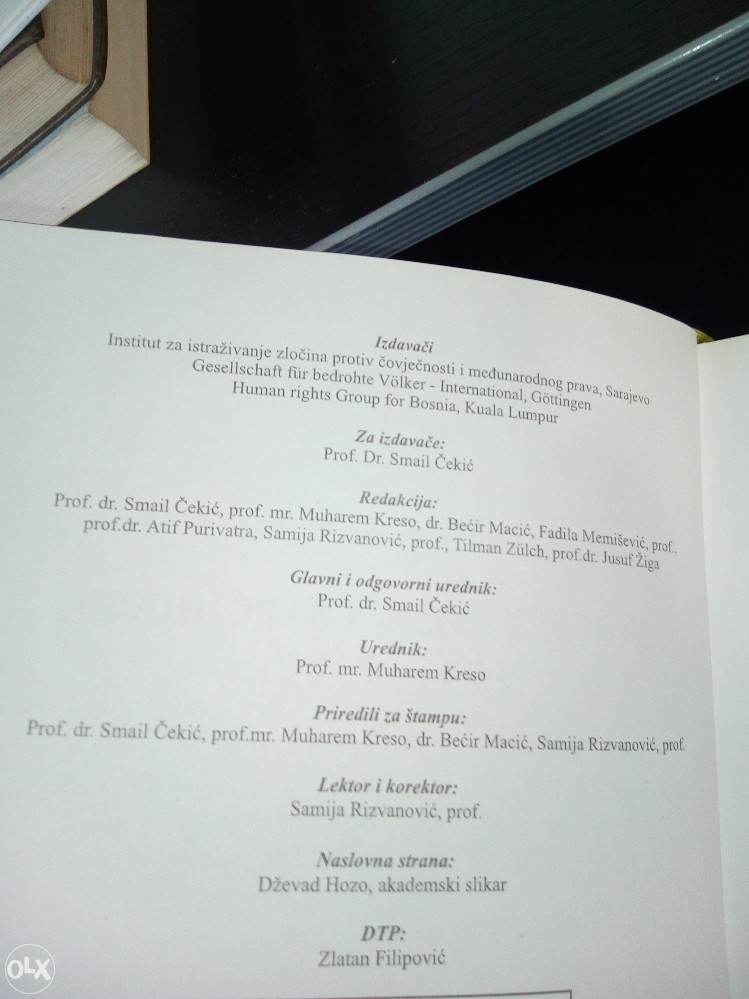 Izdavači
Institut za istraživanje zločina protiv čovječnosti i međunarodnog prava, Sarajevo
Gesellschaft für bedrohte Völker - International, Göttingen
Human rights Group for Bosnia, Kuala Lumpur
Za izdavače:
Prof. Dr. Smail Čekić
Redakcija:
Prof. dr. Smail Čekić, prof. mr. Muharem Kreso, dr. Bećir Macić, Fadila Memišević, prof.,
prof.dr. Atif Purivatra, Samija Rizvanović, prof., Tilman Zülch, prof.dr. Jusuf Žiga
Glavni i odgovorni urednik:
Prof. dr. Smail Čekić
Urednik:
Prof. mr. Muharem Kreso
Priredili za štampu:
Prof. dr. Smail Čekić, prof.mr. Muharem Kreso, dr. Bećir Macić, Samija Rizvanović, prof.
Lektor i korektor:
Samija Rizvanović, prof.
Naslovna strana:
Dževad Hozo, akademski slikar
DTP:
Zlatan Filipović
OLX